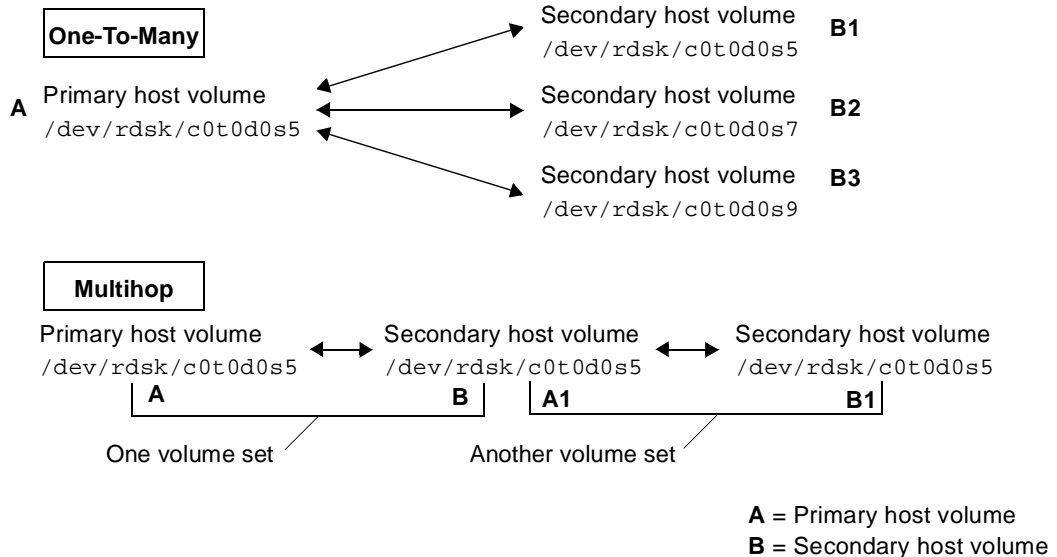 One-To-Many
A Primary host volume
/dev/rdsk/c0t0d0s5
Secondary host volume B1
/dev/rdsk/c0t0d0s5
Secondary host volume B2
/dev/rdsk/c0t0d0s7
Secondary host volume B3
/dev/rdsk/c0t0d0s9
Multihop
Primary host volume
/dev/rdsk/c0t0d0s5
Secondary host volume
/dev/rdsk/c0t0d0s5
Secondary host volume
/dev/rdsk/c0t0d0s5
A B A1 B1
One volume set Another volume set
A = Primary host volume
B = Secondary host volume